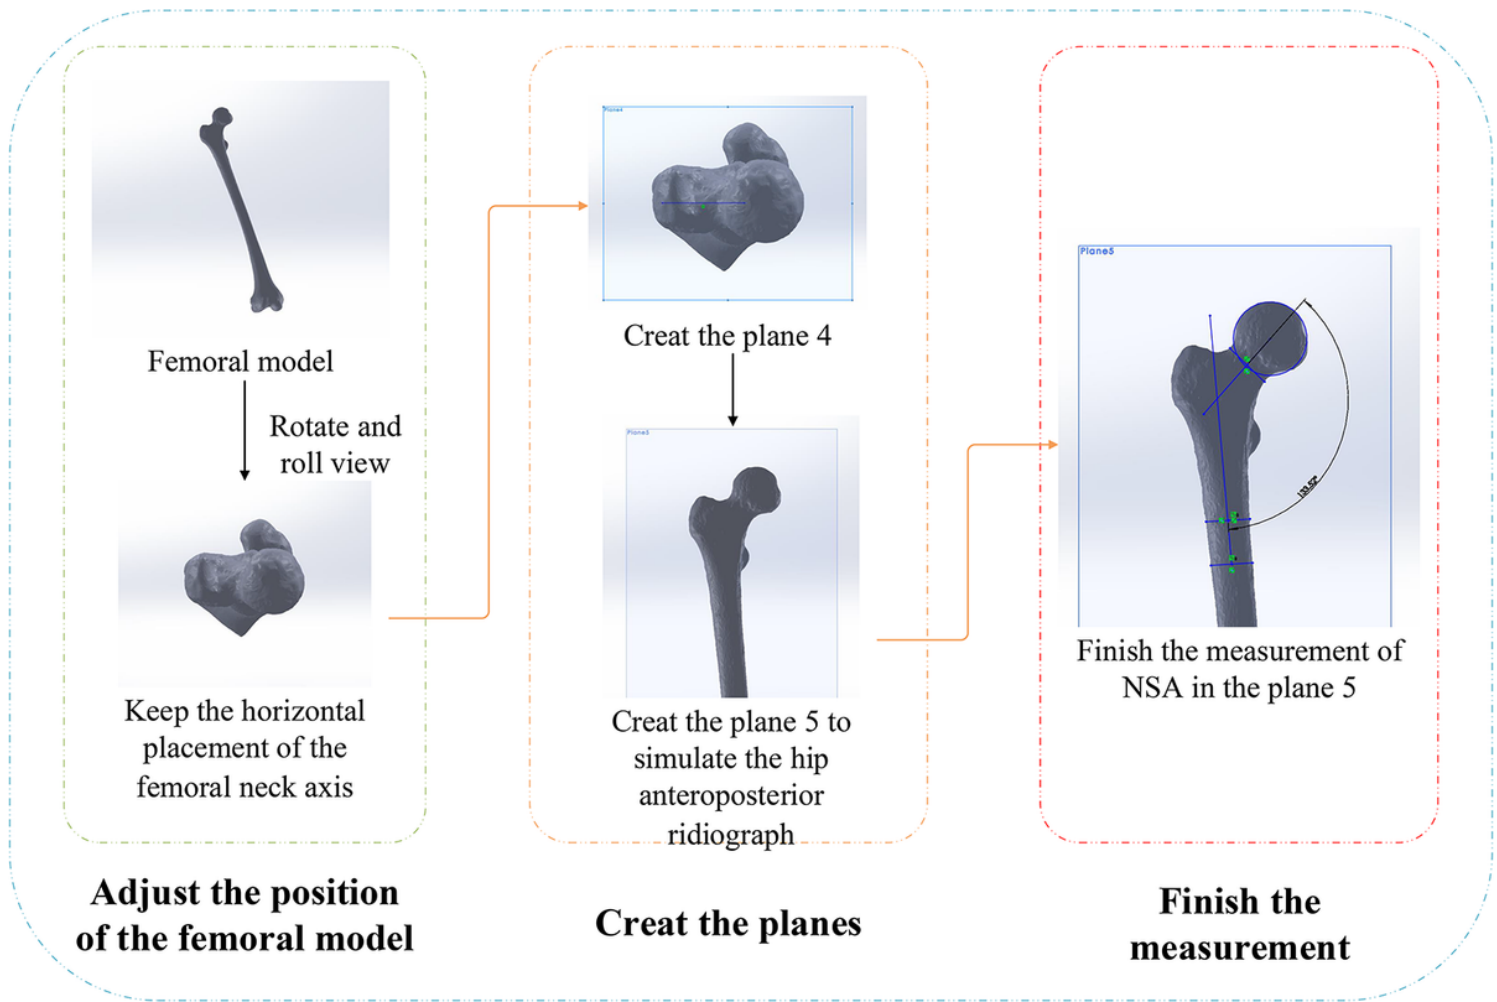 Femoral model
Rotate and
roll view
Keep the horizontal
placement of the
femoral neck axis
Adjust the position
of the femoral model
Plane4
Creat the plane 4
Plane5
Creat the plane 5 to
simulate the hip
anteroposterior
ridiograph
Creat the planes
Plane5
133.52°
Finish the measurement of
NSA in the plane 5
Finish the
measurement